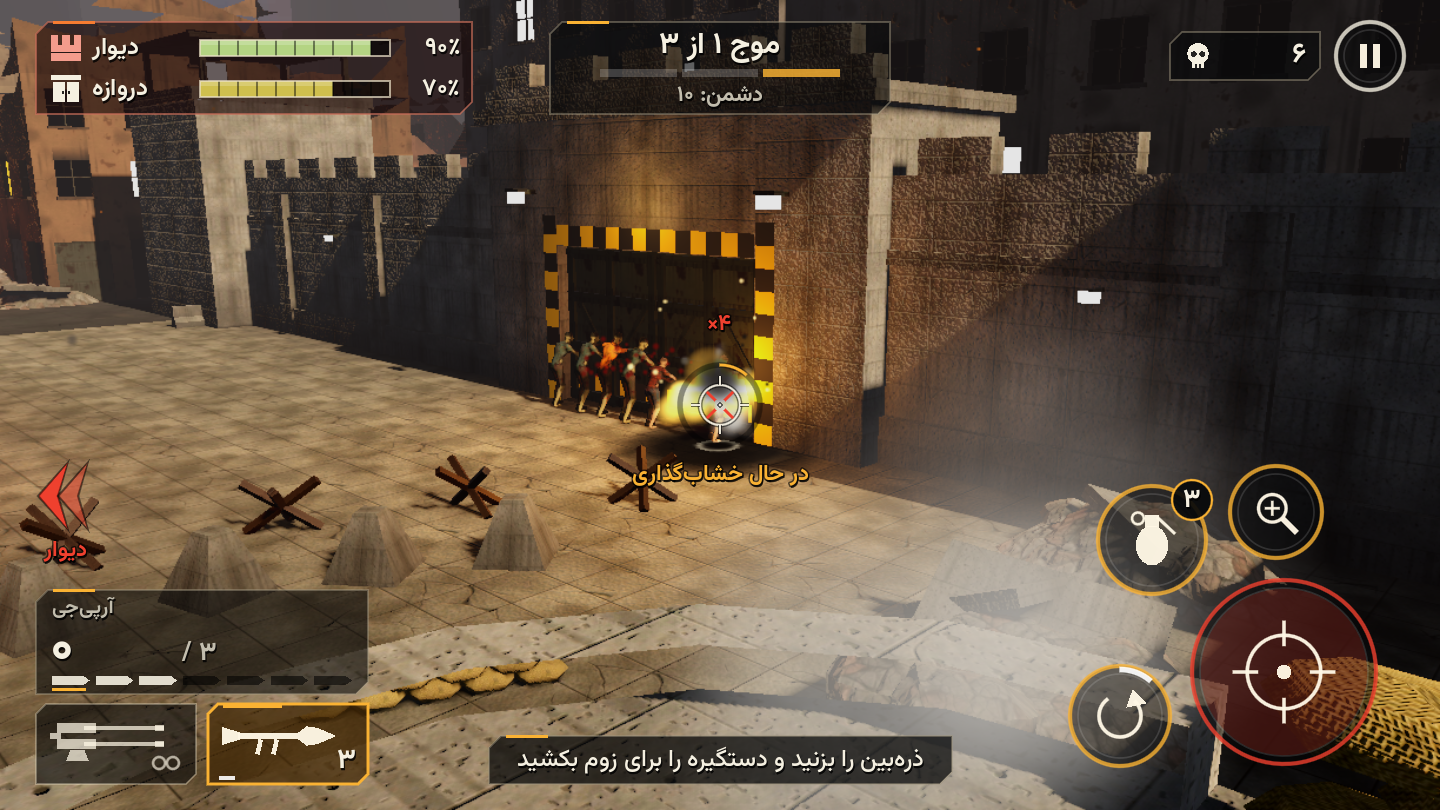 دیوار ۹۰٪
دروازه ۷۰٪
موج ۱ از ۳
دشمن: ۱۰
۶
×۴
در حال خشاب‌گذاری
دیوار
۳
آرپی‌جی
۰ / ۳
∞
۳
ذره‌بین را بزنید و دستگیره را برای زوم بکشید